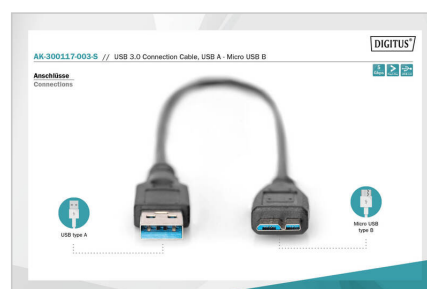 DIGITUS®
AK-300117-003-S // USB 3.0 Connection Cable, USB A - Micro USB B
Anschlüsse
Connections
USB type A
Micro USB
type B